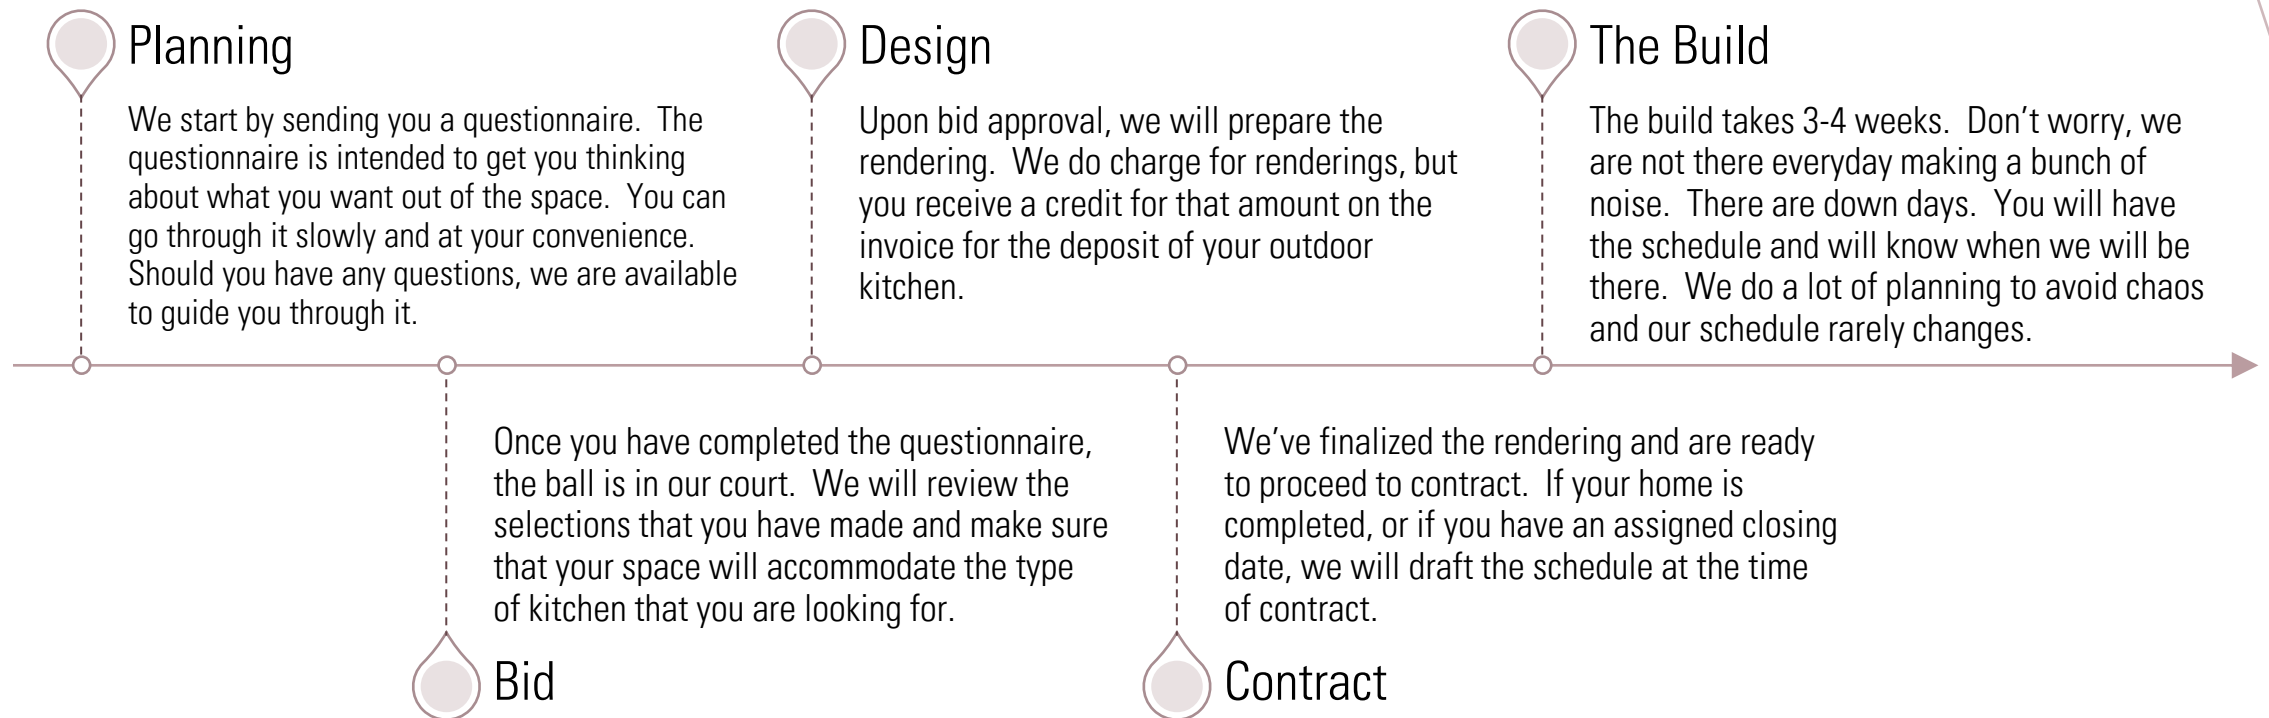 Planning
We start by sending you a questionnaire.  The
questionnaire is intended to get you thinking
about what you want out of the space.  You can
go through it slowly and at your convenience.
Should you have any questions, we are available
to guide you through it.
Once you have completed the questionnaire,
the ball is in our court.  We will review the
selections that you have made and make sure
that your space will accommodate the type
of kitchen that you are looking for.
Bid
Design
Upon bid approval, we will prepare the
rendering.  We do charge for renderings, but
you receive a credit for that amount on the
invoice for the deposit of your outdoor
kitchen.
We’ve finalized the rendering and are ready
to proceed to contract.  If your home is
completed, or if you have an assigned closing
date, we will draft the schedule at the time
of contract.
Contract
The Build
The build takes 3-4 weeks.  Don’t worry, we
are not there everyday making a bunch of
noise.  There are down days.  You will have
the schedule and will know when we will be
there.  We do a lot of planning to avoid chaos
and our schedule rarely changes.